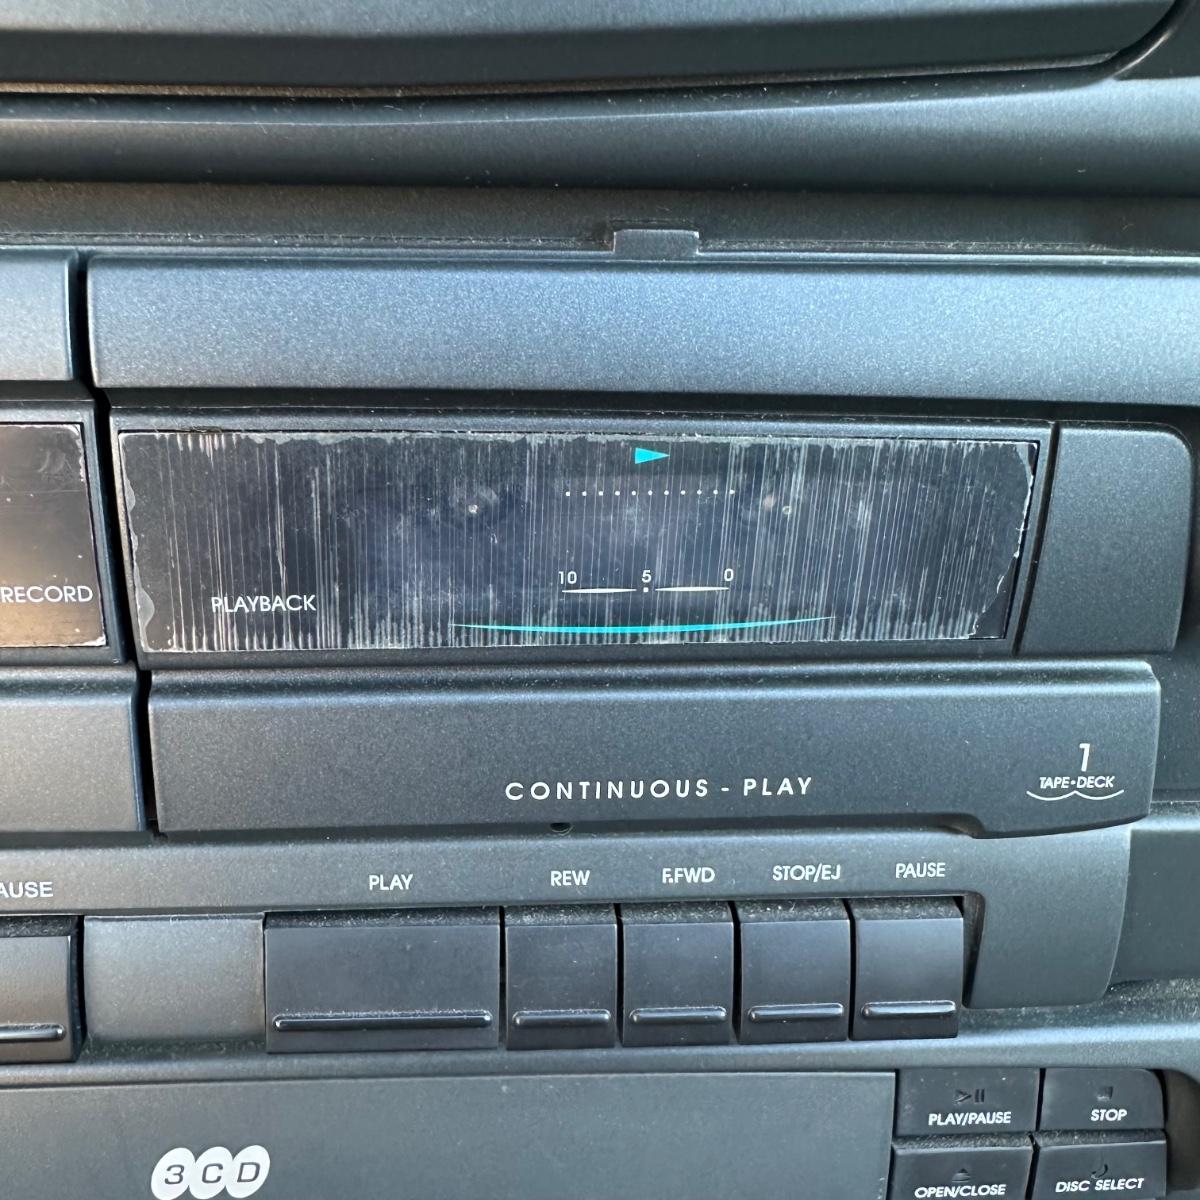 10 5 0
RECORD
PLAYBACK
CONTINUOUS - PLAY
1
TAPE•DECK
AUSE
PLAY
REW
F.FWD
STOP/EJ
PAUSE
3CD
PLAY/PAUSE
STOP
OPEN/CLOSE
DISC SELECT